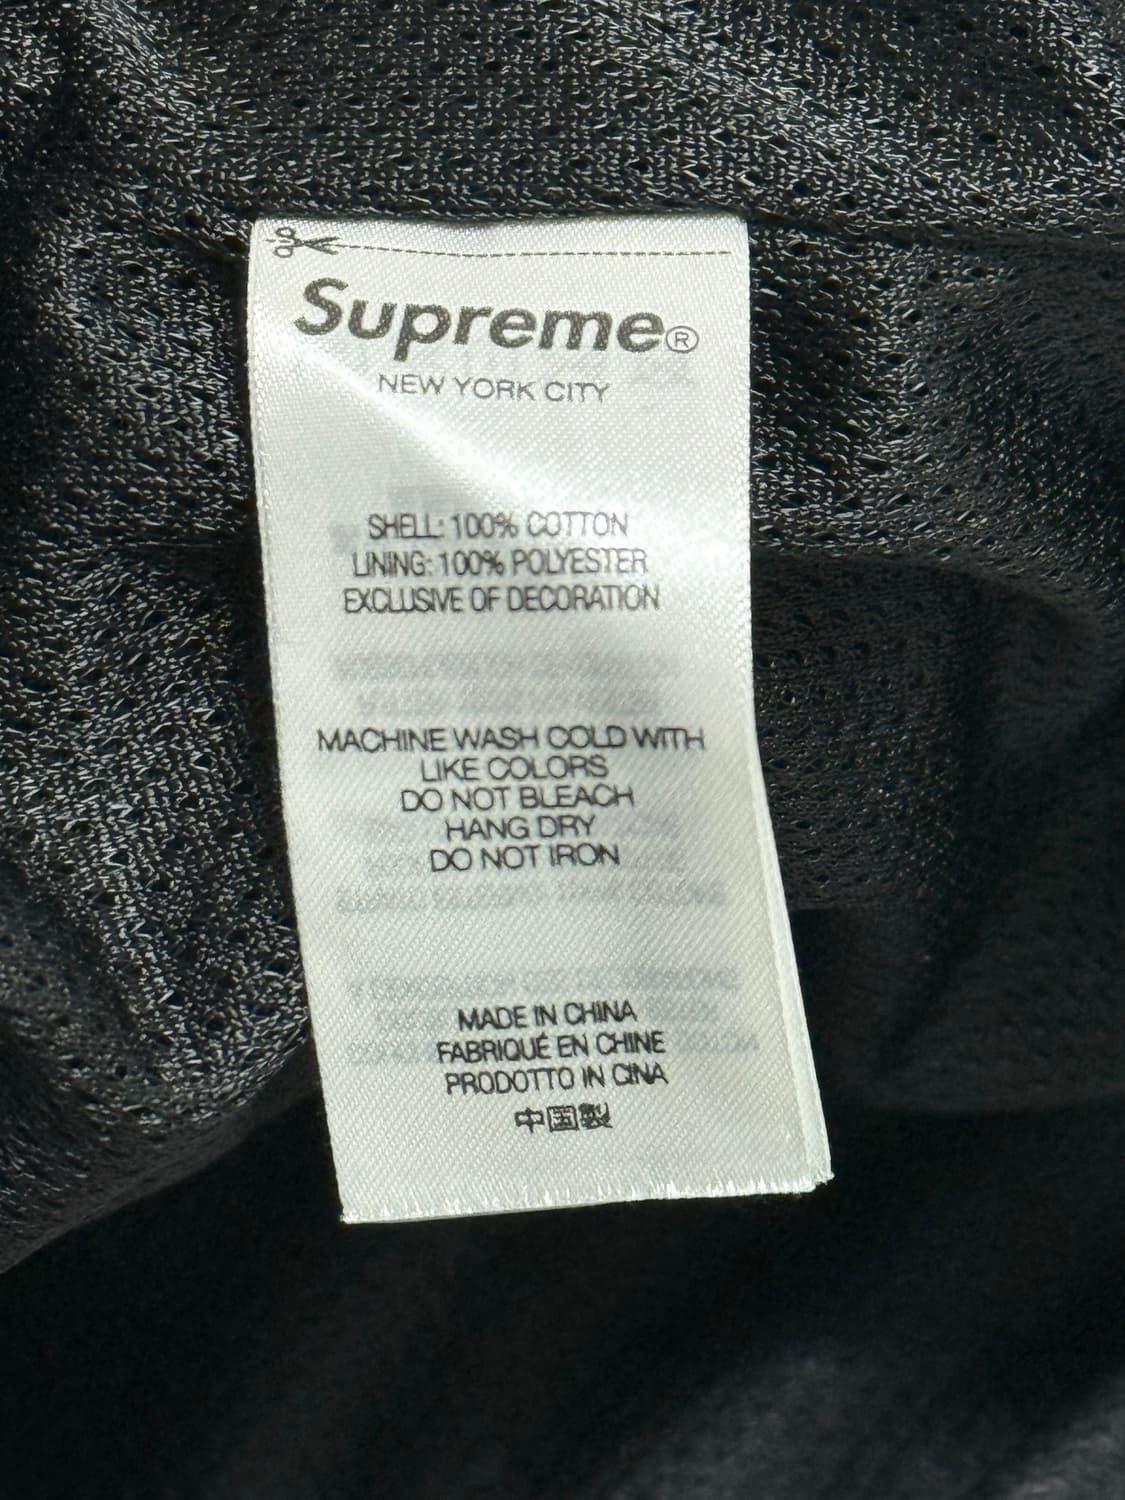 Supreme®
NEW YORK CITY
SHELL: 100% COTTON
LINING: 100% POLYESTER
EXCLUSIVE OF DECORATION
MACHINE WASH COLD WITH
LIKE COLORS
DO NOT BLEACH
HANG DRY
DO NOT IRON
MADE IN CHINA
FABRIQUÉ EN CHINE
PRODOTTO IN CINA
中国製